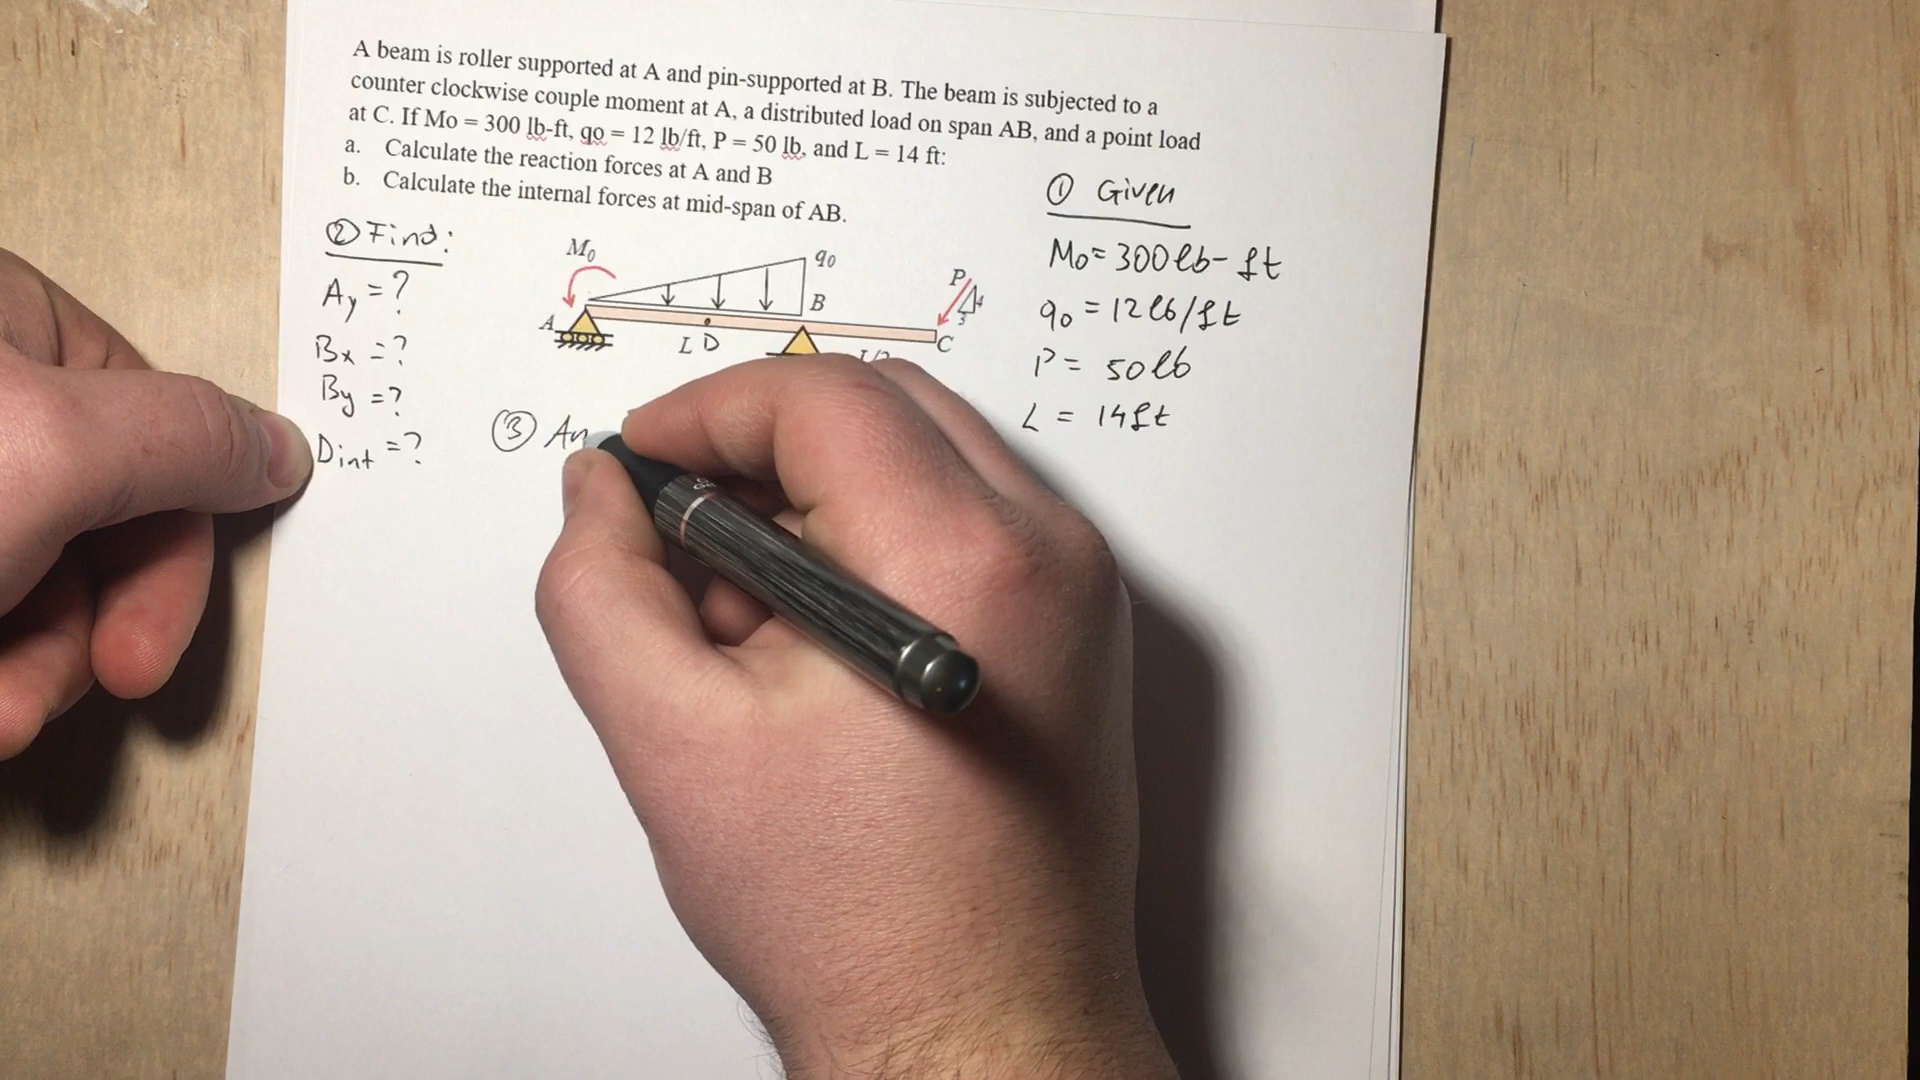 A beam is roller supported at A and pin-supported at B. The beam is subjected to a
counter clockwise couple moment at A, a distributed load on span AB, and a point load
at C. If Mo = 300 lb-ft, qo = 12 lb/ft, P = 50 lb, and L = 14 ft:
a. Calculate the reaction forces at A and B
b. Calculate the internal forces at mid-span of AB.
① Given
Mo = 300 lb-ft
qo = 12 lb/ft
P = 50 lb
L = 14 ft
② Find:
Ay = ?
Bx = ?
By = ?
Dint = ?
M0
q0
B
P
4
3
A
L D
C
③ An